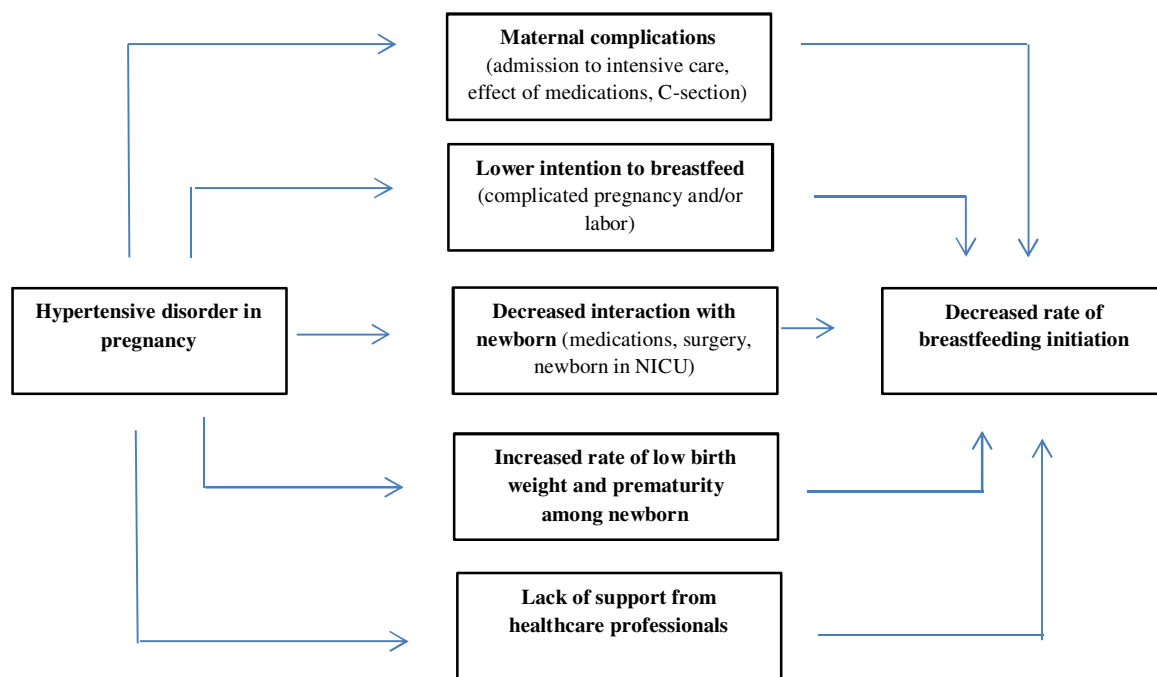 Maternal complications
(admission to intensive care,
effect of medications, C-section)
Lower intention to breastfeed
(complicated pregnancy and/or
labor)
Hypertensive disorder in
pregnancy
Decreased interaction with
newborn (medications, surgery,
newborn in NICU)
Decreased rate of
breastfeeding initiation
Increased rate of low birth
weight and prematurity
among newborn
Lack of support from
healthcare professionals